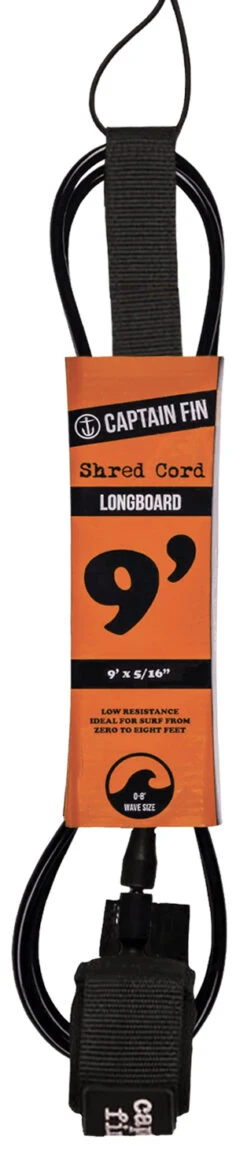 CAPTAIN FIN
Shred Cord
LONGBOARD
9'
9' x 5/16"
LOW RESISTANCE
IDEAL FOR SURF FROM
ZERO TO EIGHT FEET
0-8'
WAVE SIZE